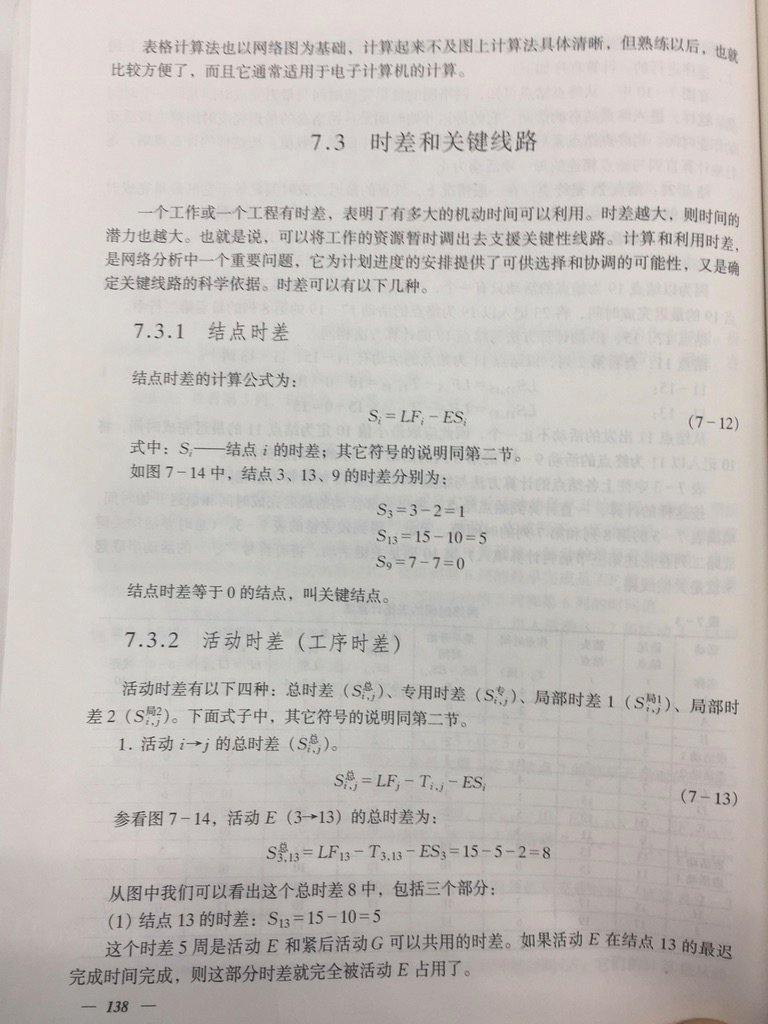 表格计算法也以网络图为基础，计算起来不及图上计算法具体清晰，但熟练以后，也就
比较方便了，而且它通常适用于电子计算机的计算。
7.3 时差和关键线路
一个工作或一个工程有时差，表明了有多大的机动时间可以利用。时差越大，则时间的
潜力也越大。也就是说，可以将工作的资源暂时调出去支援关键性线路。计算和利用时差，
是网络分析中一个重要问题，它为计划进度的安排提供了可供选择和协调的可能性，又是确
定关键线路的科学依据。时差可以有以下几种。
7.3.1 结点时差
结点时差的计算公式为：
Sᵢ = LFᵢ - ESᵢ (7-12)
式中：Sᵢ——结点 i 的时差；其它符号的说明同第二节。
如图 7-14 中，结点 3、13、9 的时差分别为：
S₃ = 3 - 2 = 1
S₁₃ = 15 - 10 = 5
S₉ = 7 - 7 = 0
结点时差等于 0 的结点，叫关键结点。
7.3.2 活动时差（工序时差）
活动时差有以下四种：总时差（S^总_{i,j}）、专用时差（S^专_{i,j}）、局部时差 1（S^局1_{i,j}）、局部时
差 2（S^局2_{i,j}）。下面式子中，其它符号的说明同第二节。
1. 活动 i→j 的总时差（S^总_{i,j}）。
S^总_{i,j} = LF_j - T_{i,j} - ES_i (7-13)
参看图 7-14，活动 E（3→13）的总时差为：
S^总_{3,13} = LF₁₃ - T_{3,13} - ES₃ = 15 - 5 - 2 = 8
从图中我们可以看出这个总时差 8 中，包括三个部分：
(1) 结点 13 的时差：S₁₃ = 15 - 10 = 5
这个时差 5 周是活动 E 和紧后活动 G 可以共用的时差。如果活动 E 在结点 13 的最迟
完成时间完成，则这部分时差就完全被活动 E 占用了。
— 138 —